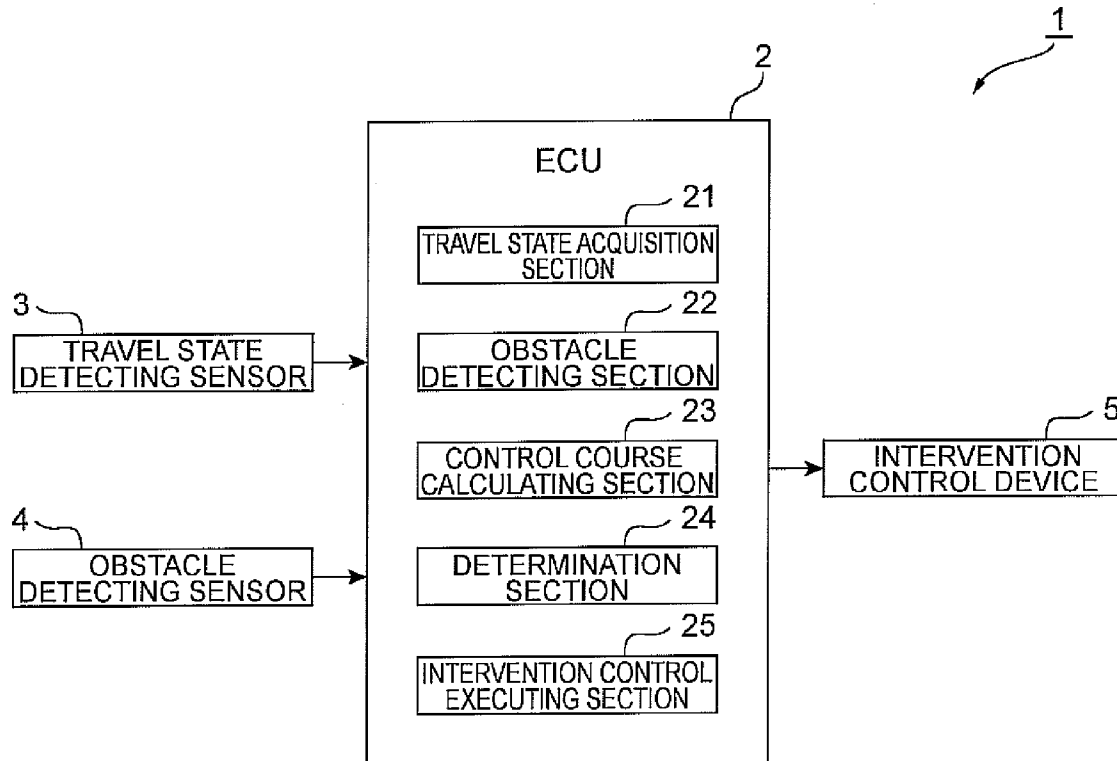 1
2
ECU
21
TRAVEL STATE ACQUISITION
SECTION
3
TRAVEL STATE
DETECTING SENSOR
22
OBSTACLE
DETECTING SECTION
23
CONTROL COURSE
CALCULATING SECTION
5
INTERVENTION
CONTROL DEVICE
4
OBSTACLE
DETECTING SENSOR
24
DETERMINATION
SECTION
25
INTERVENTION CONTROL
EXECUTING SECTION